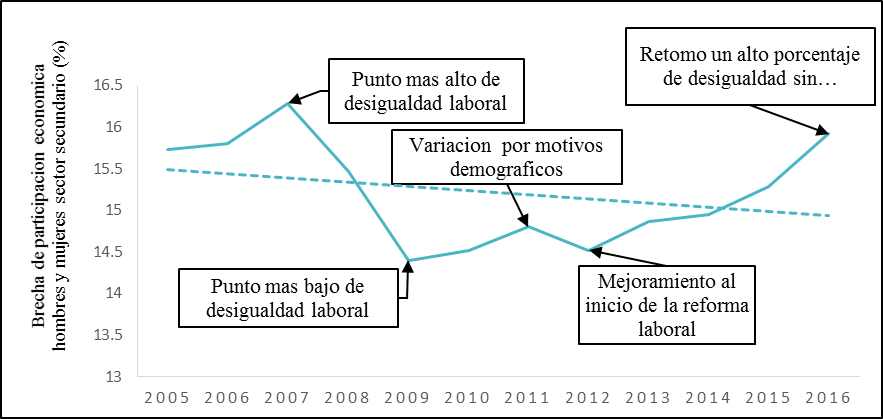 Brecha de participacion economica
hombres y mujeres sector secundario (%)
16.5
16
15.5
15
14.5
14
13.5
13
Punto mas alto de
desigualdad laboral
Retomo un alto porcentaje
de desigualdad sin…
Variacion por motivos
demograficos
Punto mas bajo de
desigualdad laboral
Mejoramiento al
inicio de la reforma
laboral
2005 2006 2007 2008 2009 2010 2011 2012 2013 2014 2015 2016